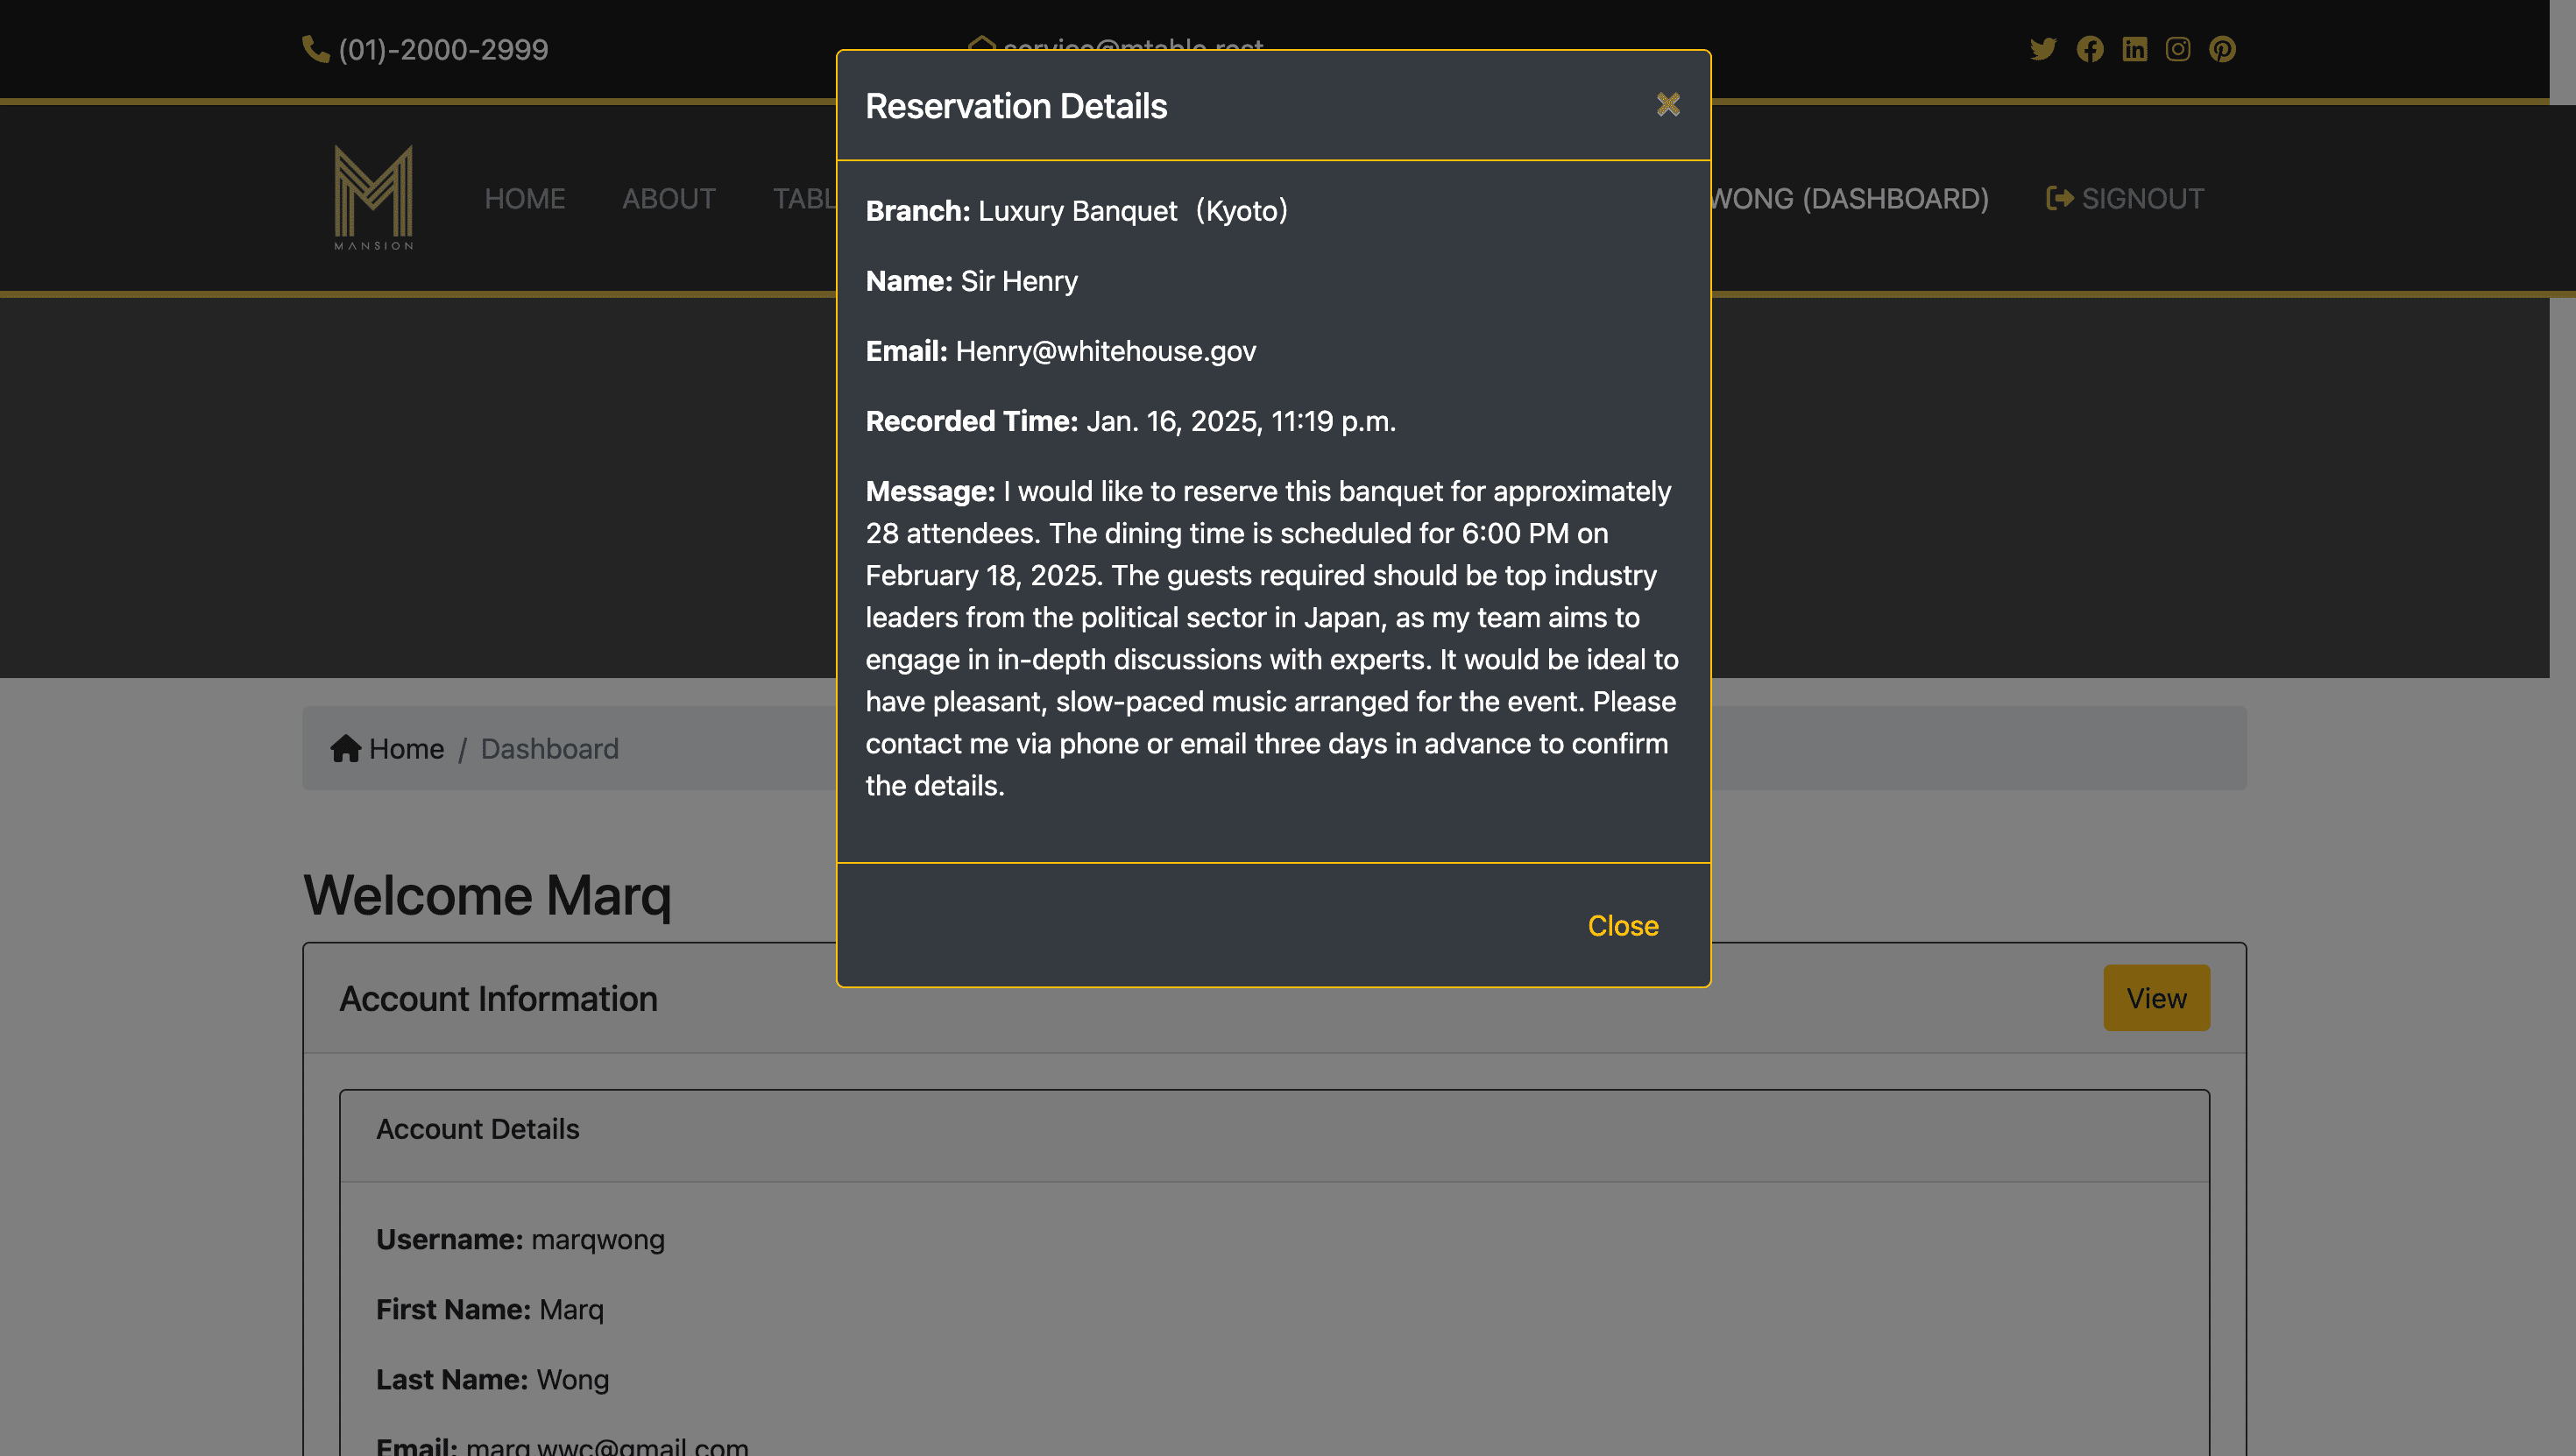 (01)-2000-2999
service@mtable.rest
MANSION
HOME
ABOUT
TABL
WONG (DASHBOARD)
SIGNOUT
Reservation Details
Branch: Luxury Banquet (Kyoto)
Name: Sir Henry
Email: Henry@whitehouse.gov
Recorded Time: Jan. 16, 2025, 11:19 p.m.
Message: I would like to reserve this banquet for approximately
28 attendees. The dining time is scheduled for 6:00 PM on
February 18, 2025. The guests required should be top industry
leaders from the political sector in Japan, as my team aims to
engage in in-depth discussions with experts. It would be ideal to
have pleasant, slow-paced music arranged for the event. Please
contact me via phone or email three days in advance to confirm
the details.
Close
Home / Dashboard
Welcome Marq
Account Information
View
Account Details
Username: marqwong
First Name: Marq
Last Name: Wong
Email: marq.wwc@gmail.com